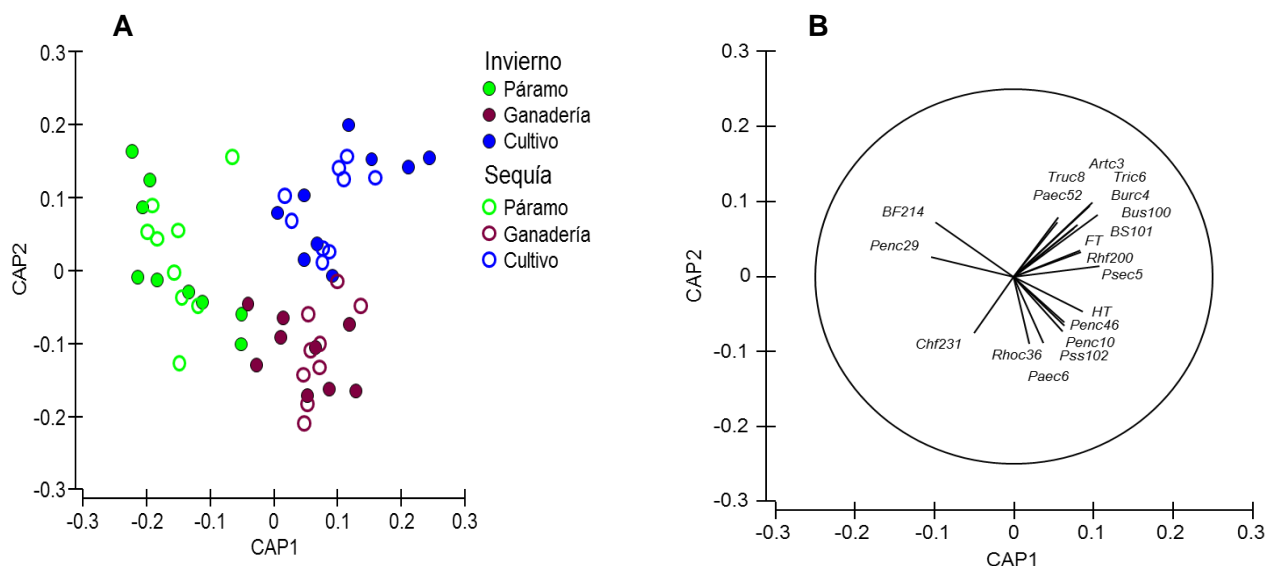 A
0.3
0.2
0.1
0
-0.1
-0.2
-0.3
CAP2
-0.3
-0.2
-0.1
0
0.1
0.2
0.3
CAP1
Invierno
Páramo
Ganadería
Cultivo
Sequía
Páramo
Ganadería
Cultivo
B
0.3
0.2
0.1
0
-0.1
-0.2
-0.3
CAP2
Artc3
Truc8
Tric6
Paec52
Burc4
BF214
Bus100
BS101
Penc29
FT
Rhf200
Psec5
HT
Penc46
Chf231
Penc10
Rhoc36
Pss102
Paec6
-0.3
-0.2
-0.1
0
0.1
0.2
0.3
CAP1